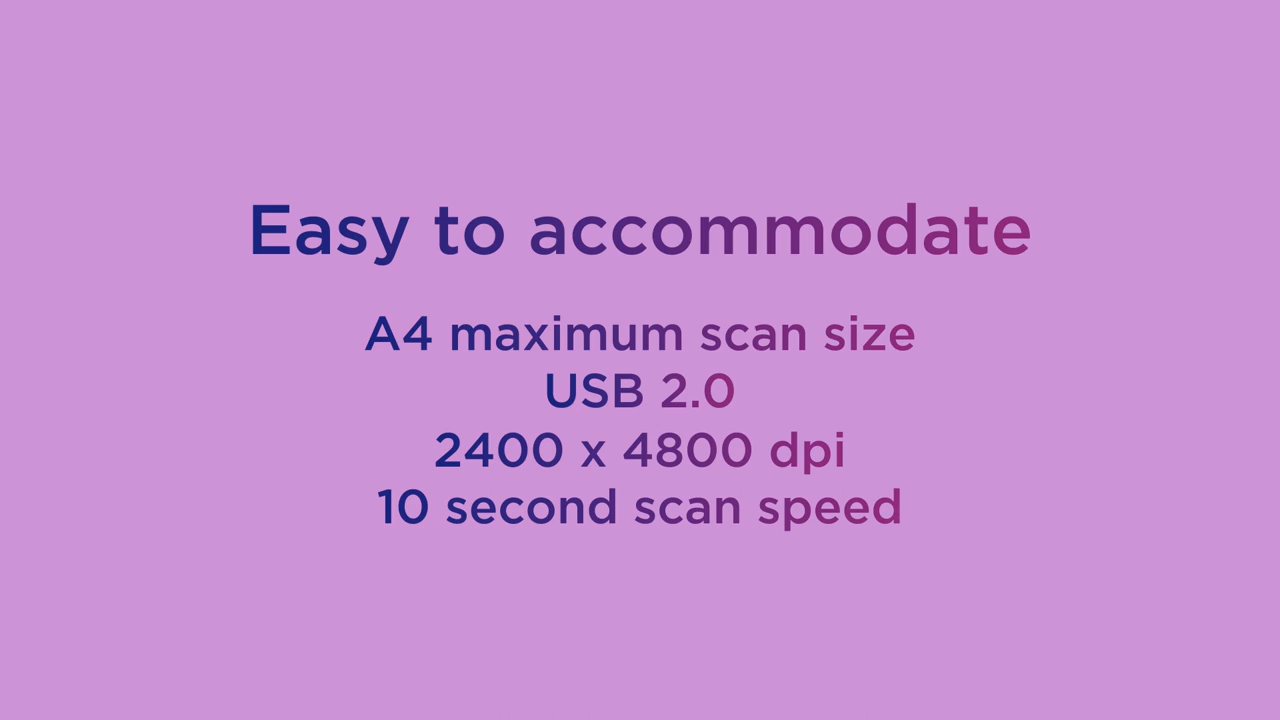 Easy to accommodate
A4 maximum scan size
USB 2.0
2400 x 4800 dpi
10 second scan speed